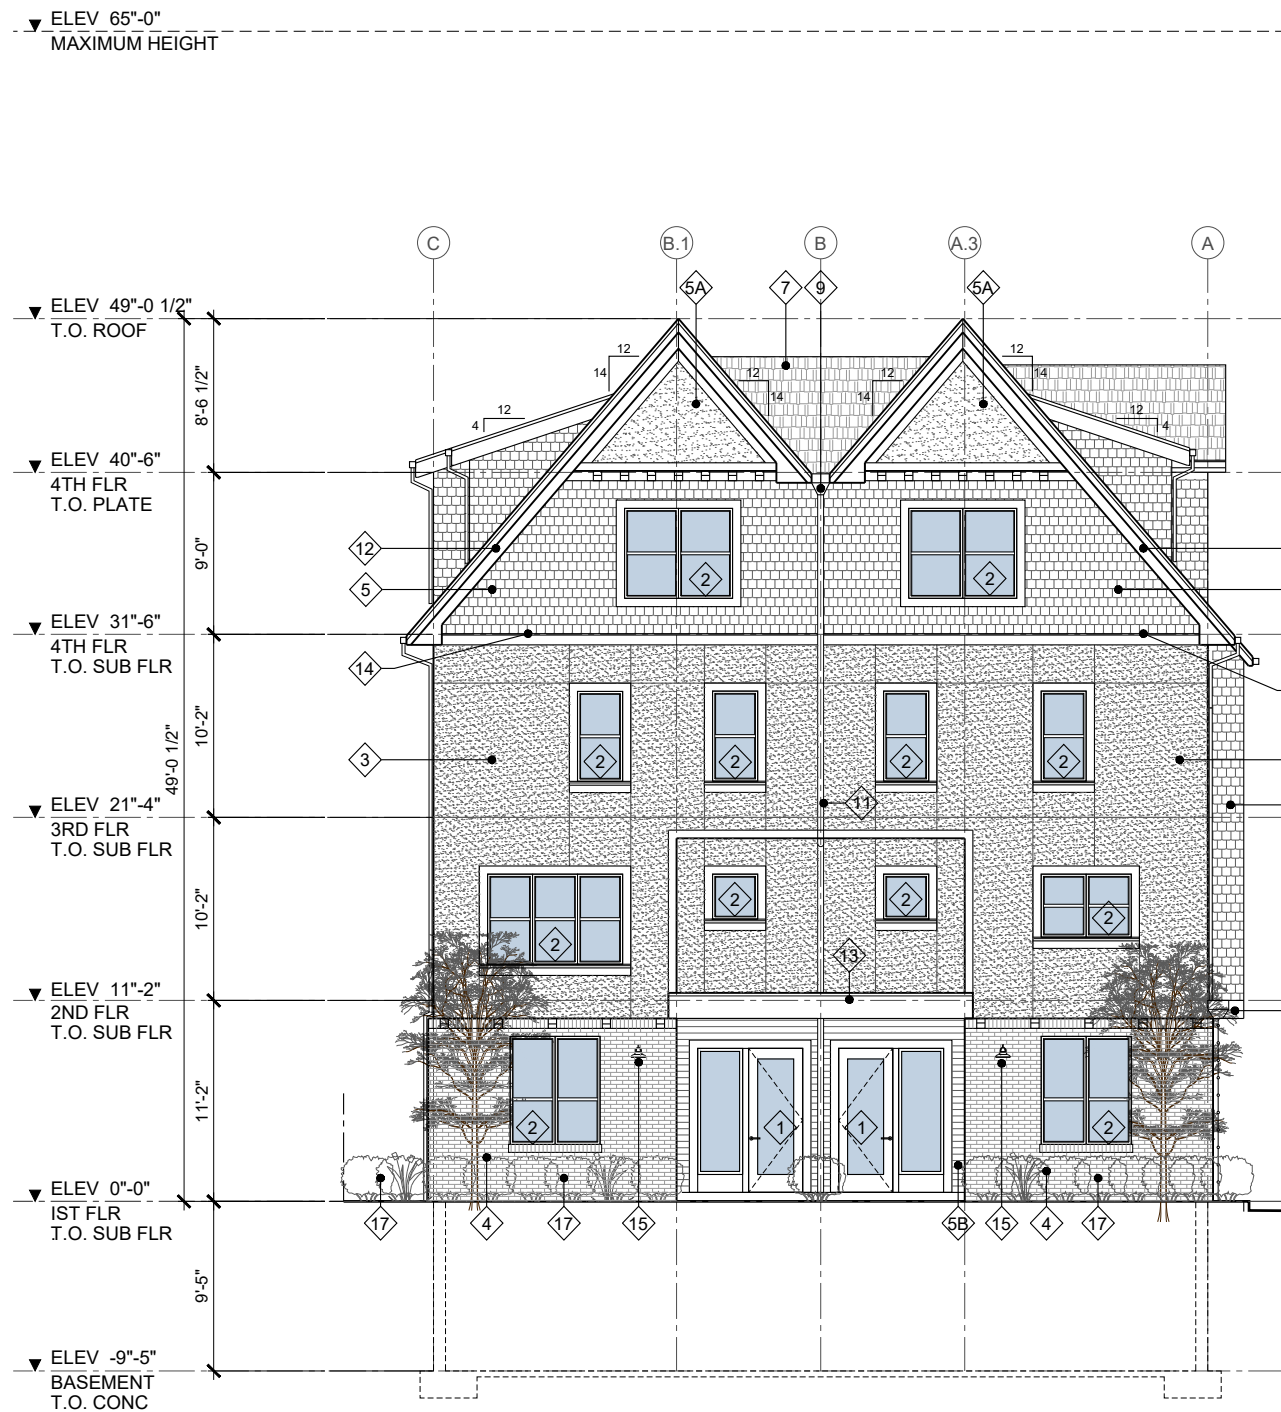 ELEV 65"-0"
MAXIMUM HEIGHT
C
B.1
B
A.3
A
5A
7
9
5A
ELEV 49"-0 1/2"
T.O. ROOF
12
14
12
14
12
14
12
14
12
4
12
4
8'-6 1/2"
ELEV 40"-6"
4TH FLR
T.O. PLATE
9'-0"
12
5
2
2
ELEV 31"-6"
4TH FLR
T.O. SUB FLR
14
10'-2"
49'-0 1/2"
3
2
2
2
2
11
ELEV 21"-4"
3RD FLR
T.O. SUB FLR
10'-2"
2
2
2
2
13
ELEV 11"-2"
2ND FLR
T.O. SUB FLR
11'-2"
2
1
1
2
ELEV 0"-0"
IST FLR
T.O. SUB FLR
17
4
17
15
5B
15
4
17
9'-5"
ELEV -9"-5"
BASEMENT
T.O. CONC